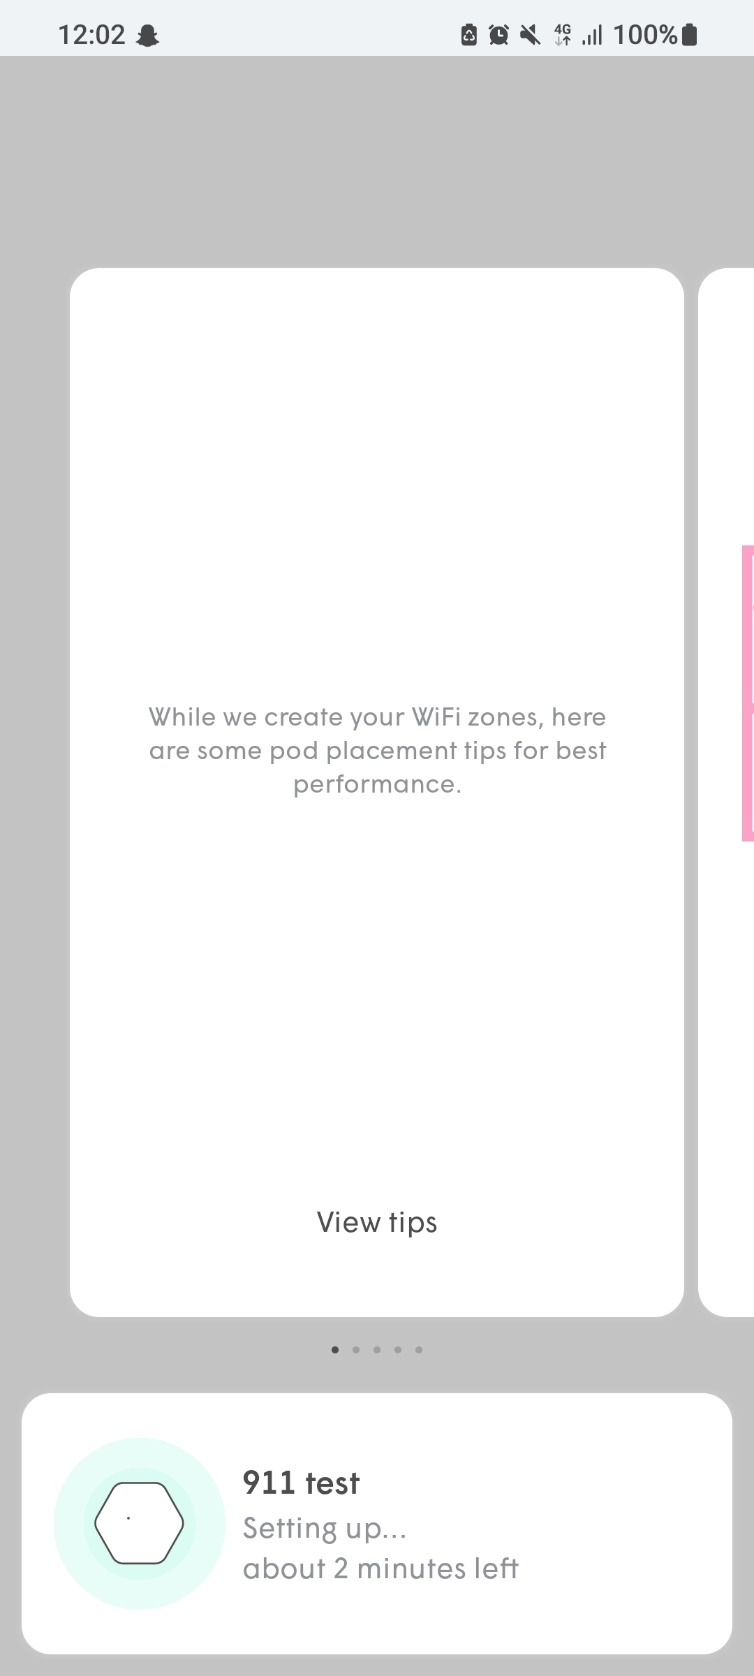 12:02
4G
100%
While we create your WiFi zones, here
are some pod placement tips for best
performance.
View tips
911 test
Setting up...
about 2 minutes left